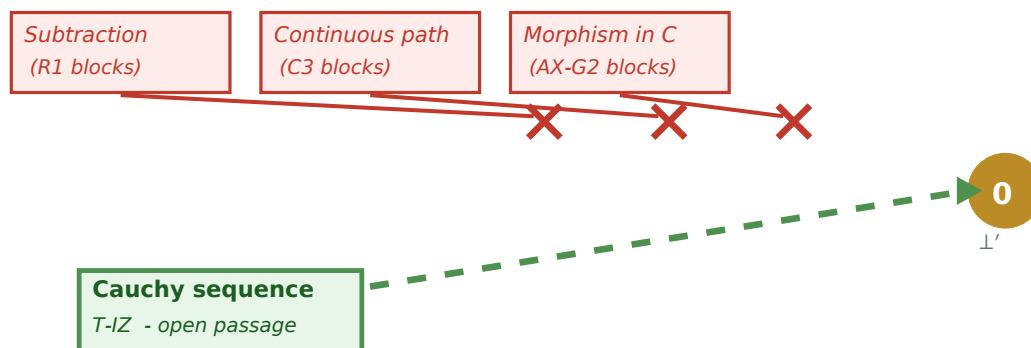 Subtraction
(R1 blocks)
Continuous path
(C3 blocks)
Morphism in C
(AX-G2 blocks)
0
⊥′
Cauchy sequence
T-IZ - open passage